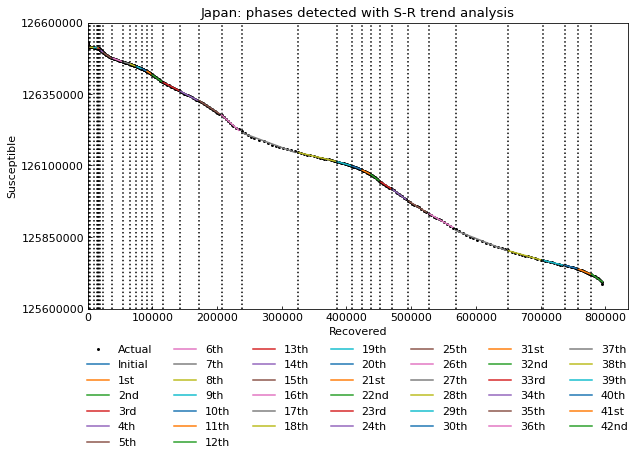 Japan: phases detected with S-R trend analysis
126600000
126350000
126100000
125850000
125600000
Susceptible
0 100000 200000 300000 400000 500000 600000 700000 800000
Recovered
Actual 6th 13th 19th 25th 31st 37th
Initial 7th 14th 20th 26th 32nd 38th
1st 8th 15th 21st 27th 33rd 39th
2nd 9th 16th 22nd 28th 34th 40th
3rd 10th 17th 23rd 29th 35th 41st
4th 11th 18th 24th 30th 36th 42nd
5th 12th